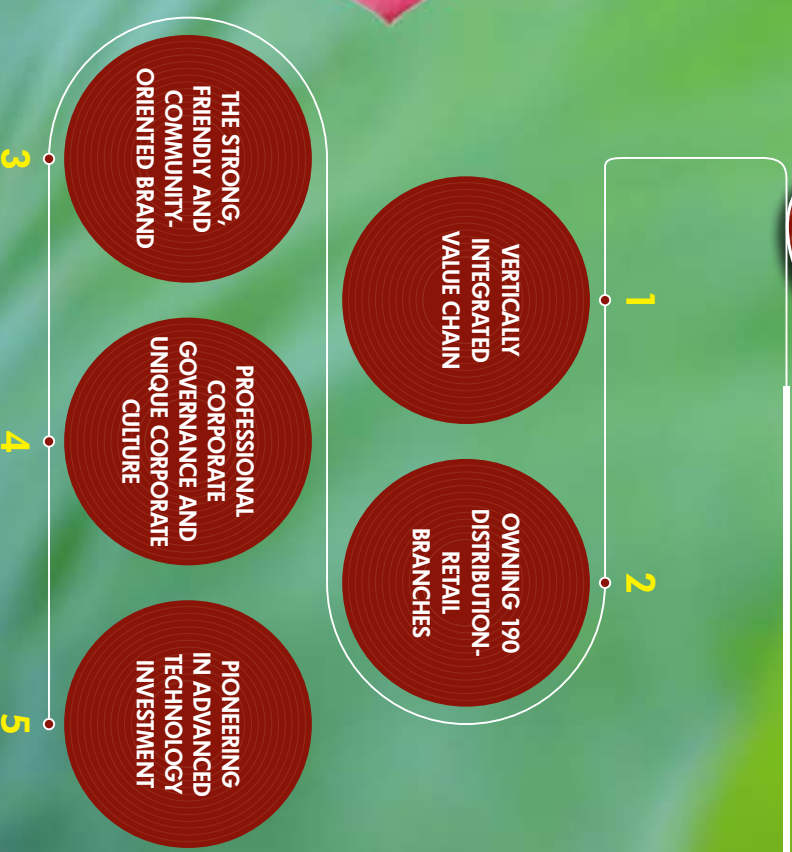 1
VERTICALLY
INTEGRATED
VALUE CHAIN
2
OWNING 190
DISTRIBUTION-
RETAIL
BRANCHES
3
THE STRONG,
FRIENDLY AND
COMMUNITY-
ORIENTED BRAND
4
PROFESSIONAL
CORPORATE
GOVERNANCE AND
UNIQUE CORPORATE
CULTURE
5
PIONEERING
IN ADVANCED
TECHNOLOGY
INVESTMENT